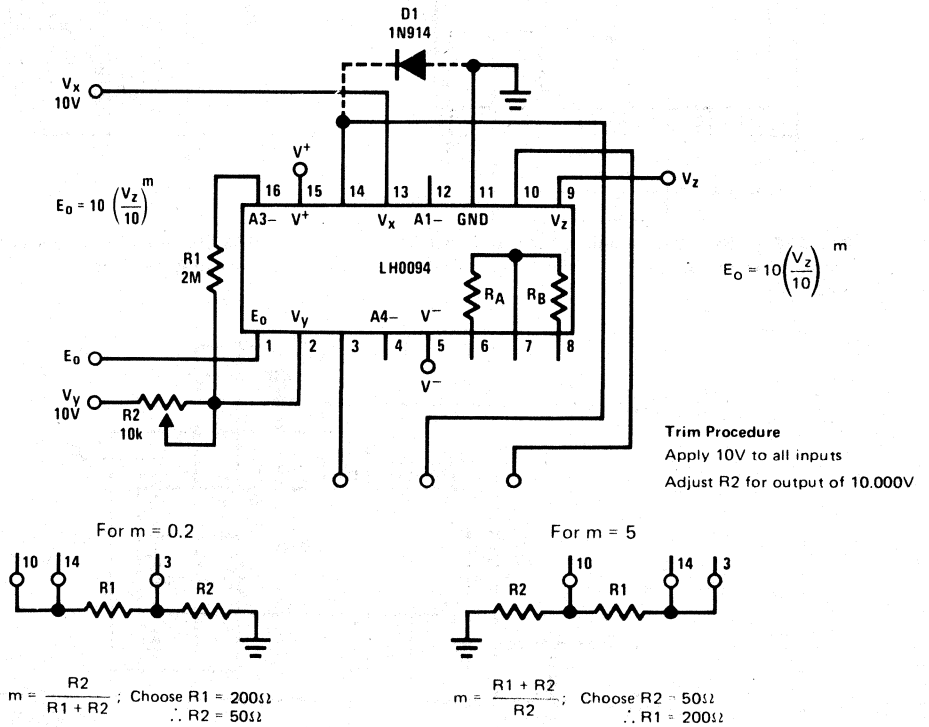 D1
1N914
Vx
10V
V+
16 15 14 13 12 11 10 9
Vz
E₀ = 10 (Vz/10)^m
A3− V+ Vx A1− GND Vz
R1
2M
LH0094
RA RB
E₀ = 10(Vz/10)^m
E₀ Vy A4− V−
1 2 3 4 5 6 7 8
E₀
V−
Vy
10V
R2
10k
Trim Procedure
Apply 10V to all inputs
Adjust R2 for output of 10.000V
For m = 0.2
10 14 3
R1 R2
m = R2 / R1 + R2 ; Choose R1 = 200Ω
∴ R2 = 50Ω
For m = 5
10 14 3
R2 R1
m = R1 + R2 / R2 ; Choose R2 = 50Ω
∴ R1 = 200Ω